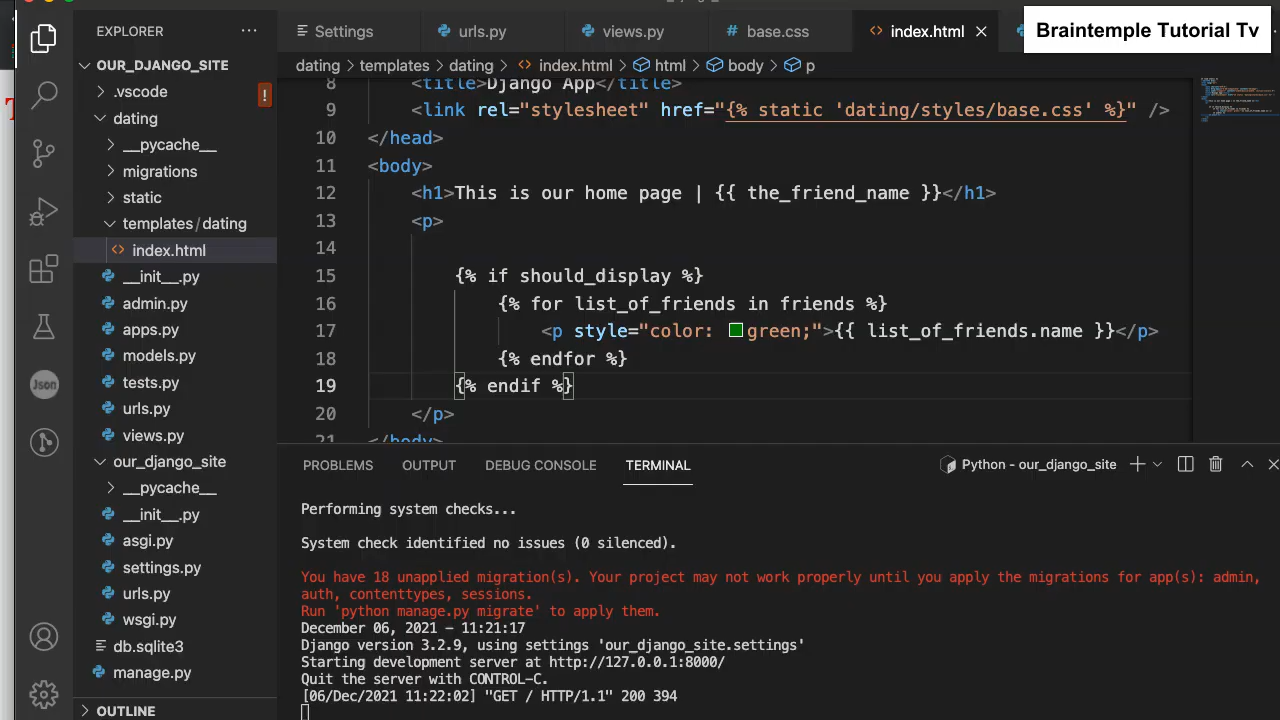 Braintemple Tutorial Tv
EXPLORER
OUR_DJANGO_SITE
.vscode
!
dating
__pycache__
migrations
static
templates/dating
index.html
__init__.py
admin.py
apps.py
models.py
tests.py
urls.py
views.py
our_django_site
__pycache__
__init__.py
asgi.py
settings.py
urls.py
wsgi.py
db.sqlite3
manage.py
OUTLINE
Json
Settings urls.py views.py base.css index.html
dating > templates > dating > index.html > html > body > p
8 <title>Django App</title>
9 <link rel="stylesheet" href="{% static 'dating/styles/base.css' %}" />
10 </head>
11 <body>
12 <h1>This is our home page | {{ the_friend_name }}</h1>
13 <p>
14
15 {% if should_display %}
16 {% for list_of_friends in friends %}
17 <p style="color: green;">{{ list_of_friends.name }}</p>
18 {% endfor %}
19 {% endif %}
20 </p>
21 </body>
PROBLEMS OUTPUT DEBUG CONSOLE TERMINAL Python - our_django_site
Performing system checks...
System check identified no issues (0 silenced).
You have 18 unapplied migration(s). Your project may not work properly until you apply the migrations for app(s): admin,
auth, contenttypes, sessions.
Run 'python manage.py migrate' to apply them.
December 06, 2021 - 11:21:17
Django version 3.2.9, using settings 'our_django_site.settings'
Starting development server at http://127.0.0.1:8000/
Quit the server with CONTROL-C.
[06/Dec/2021 11:22:02] "GET / HTTP/1.1" 200 394